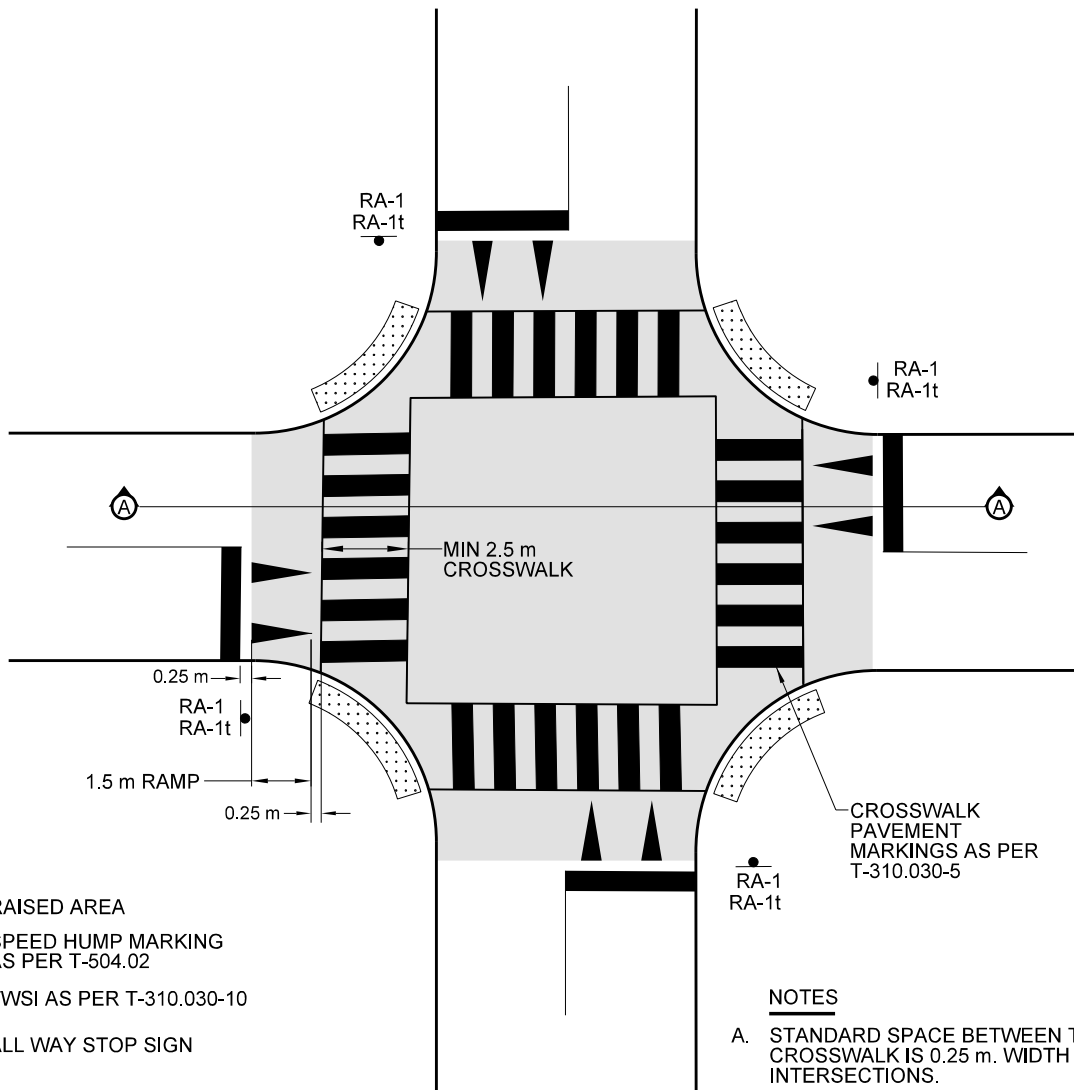 RA-1
RA-1t
RA-1
RA-1t
A
A
MIN 2.5 m
CROSSWALK
0.25 m
RA-1
RA-1t
1.5 m RAMP
0.25 m
CROSSWALK
PAVEMENT
MARKINGS AS PER
T-310.030-5
RA-1
RA-1t
RAISED AREA
SPEED HUMP MARKING
AS PER T-504.02
TWSI AS PER T-310.030-10
ALL WAY STOP SIGN
NOTES
A. STANDARD SPACE BETWEEN
CROSSWALK IS 0.25 m. WIDTH
INTERSECTIONS.